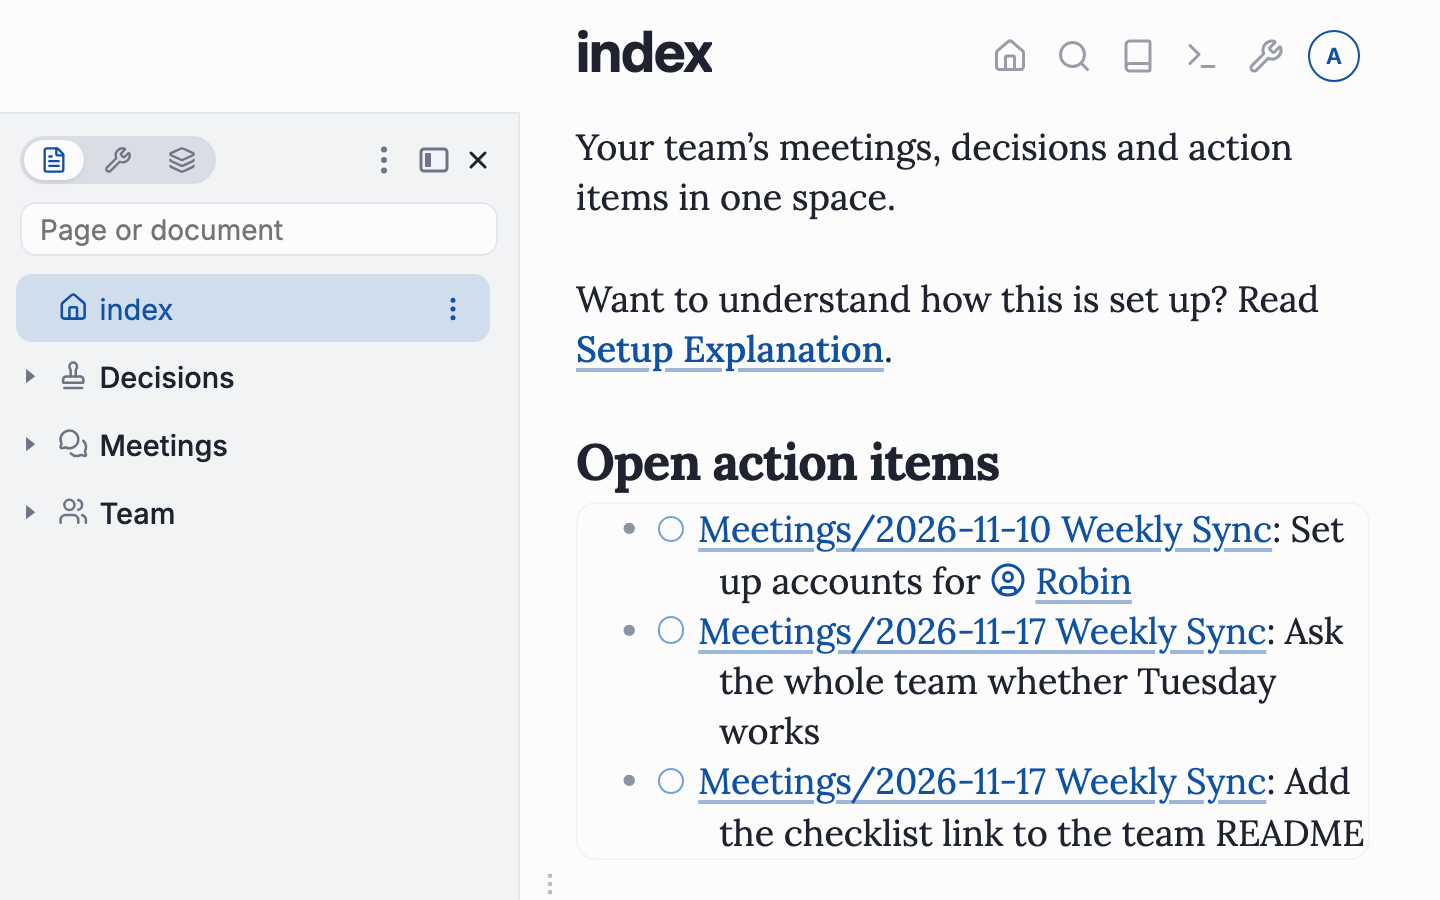 index
A
Page or document
index
Decisions
Meetings
Team
Your team’s meetings, decisions and action
items in one space.
Want to understand how this is set up? Read
Setup Explanation.
Open action items
Meetings/2026-11-10 Weekly Sync: Set
up accounts for Robin
Meetings/2026-11-17 Weekly Sync: Ask
the whole team whether Tuesday
works
Meetings/2026-11-17 Weekly Sync: Add
the checklist link to the team README